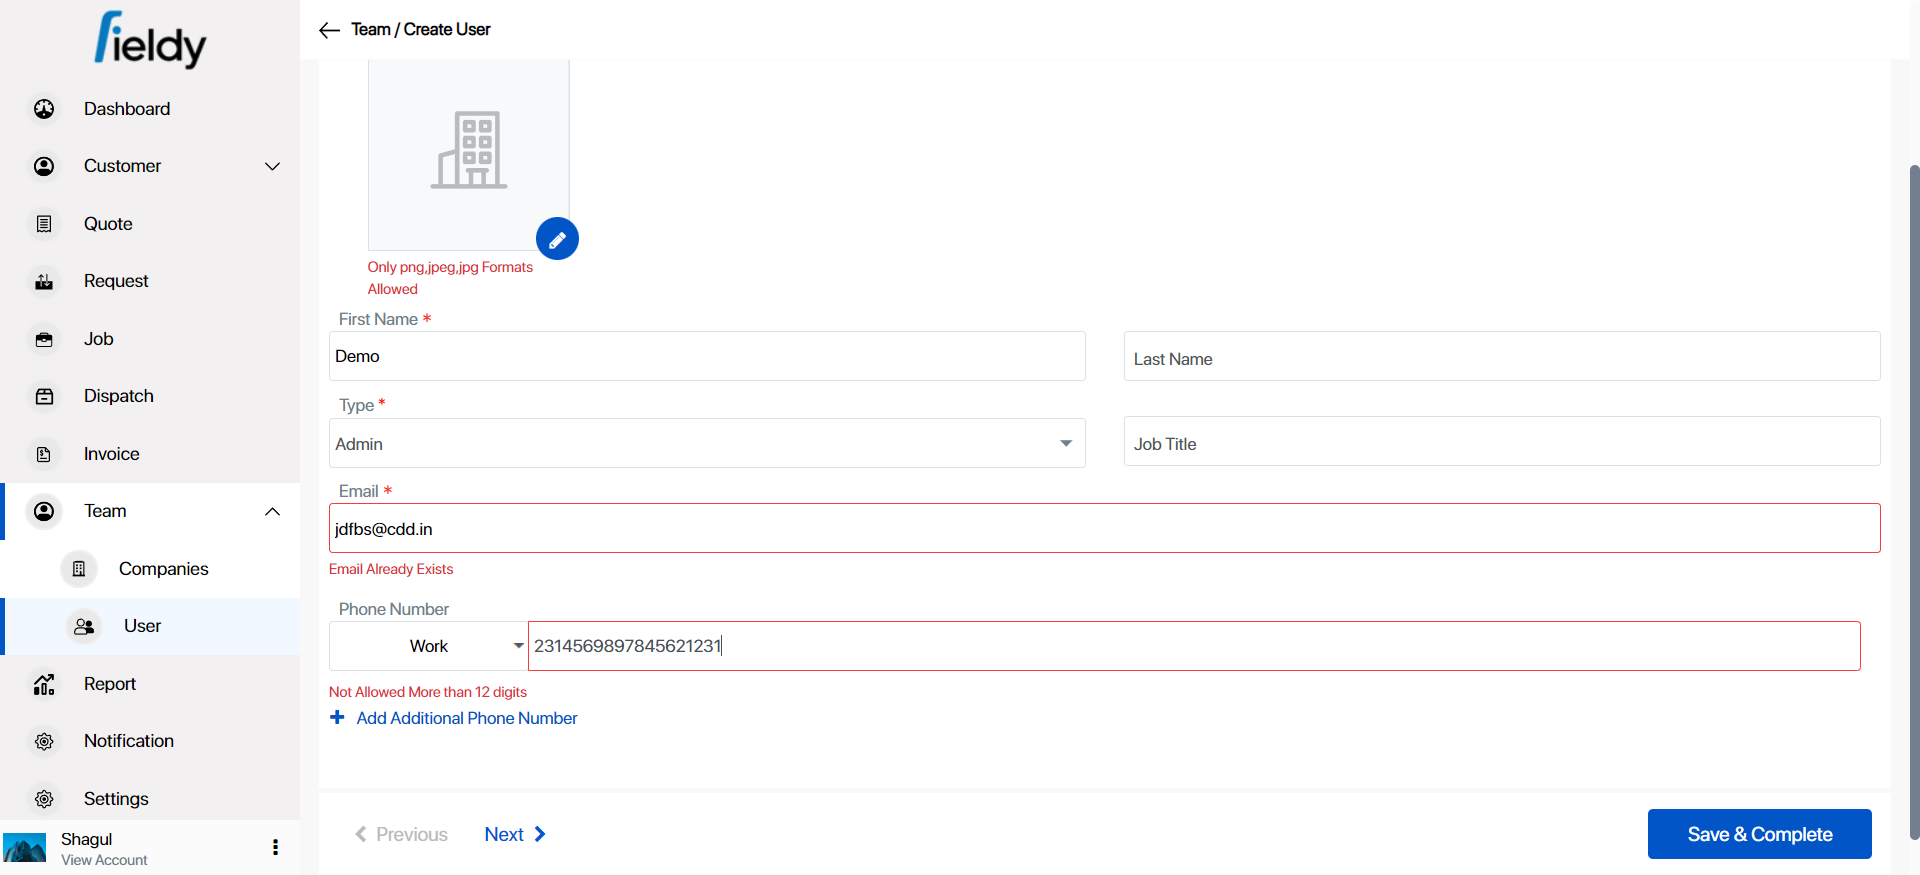 fieldy
Dashboard
Customer
Quote
Request
Job
Dispatch
Invoice
Team
Companies
User
Report
Notification
Settings
Shagul
View Account
Team / Create User
Only png,jpeg,jpg Formats
Allowed
First Name *
Demo
Last Name
Type *
Admin
Job Title
Email *
jdfbs@cdd.in
Email Already Exists
Phone Number
Work
2314569897845621231
Not Allowed More than 12 digits
+ Add Additional Phone Number
Previous
Next
Save & Complete